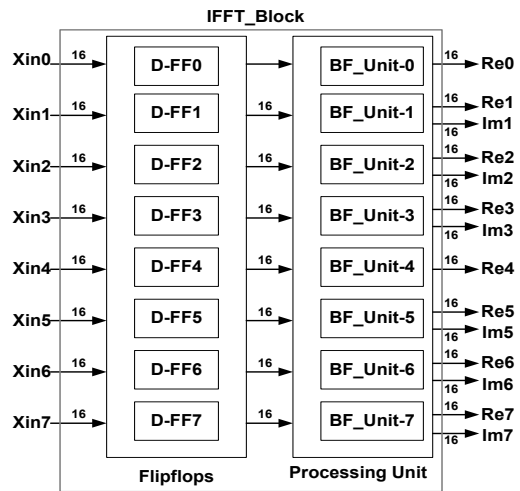 IFFT_Block
Xin0 16 D-FF0 BF_Unit-0 16 Re0
Xin1 16 D-FF1 16 BF_Unit-1 16 Re1
16 Im1
Xin2 16 D-FF2 16 BF_Unit-2 16 Re2
16 Im2
Xin3 16 D-FF3 16 BF_Unit-3 16 Re3
16 Im3
Xin4 16 D-FF4 16 BF_Unit-4 16 Re4
Xin5 16 D-FF5 16 BF_Unit-5 16 Re5
16 Im5
Xin6 16 D-FF6 16 BF_Unit-6 16 Re6
16 Im6
Xin7 16 D-FF7 16 BF_Unit-7 16 Re7
16 Im7
Flipflops Processing Unit